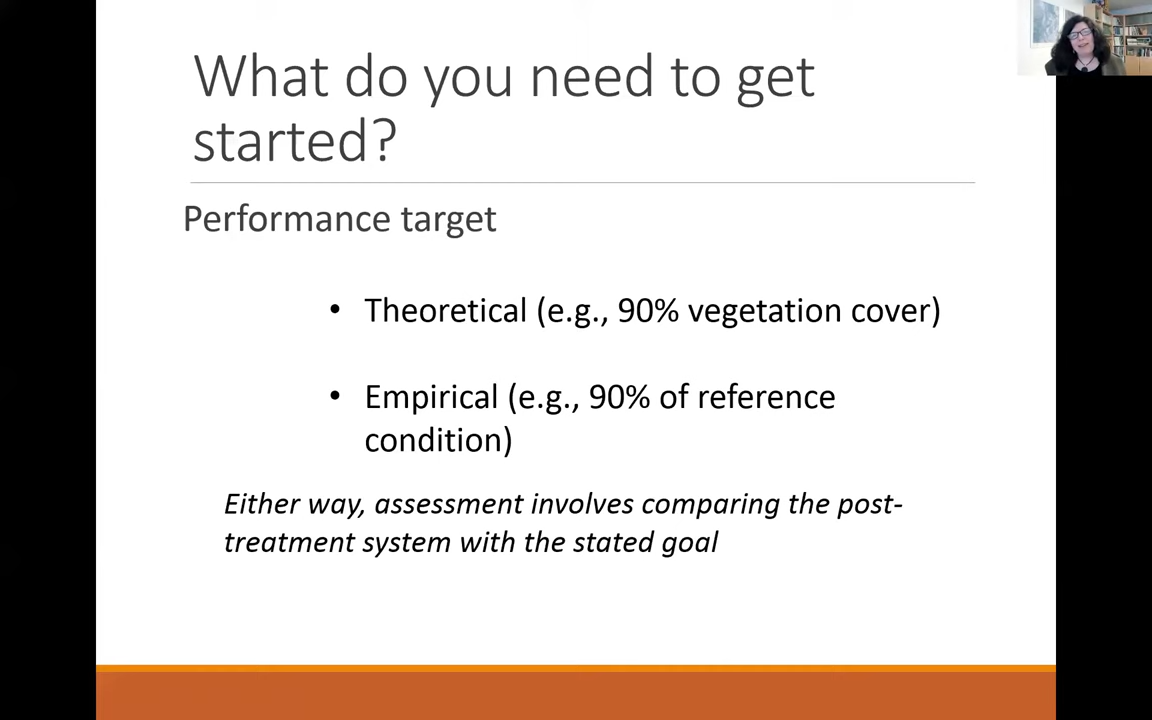 What do you need to get
started?
Performance target
• Theoretical (e.g., 90% vegetation cover)
• Empirical (e.g., 90% of reference
condition)
Either way, assessment involves comparing the post-
treatment system with the stated goal